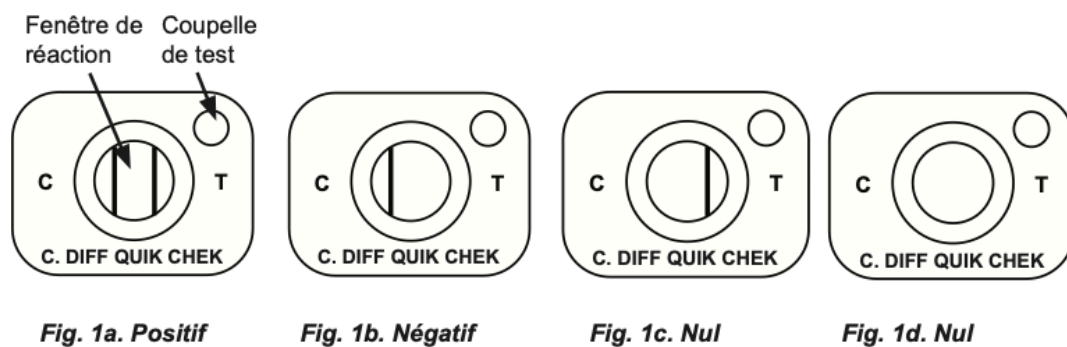 Fenêtre de réaction
Coupelle de test
C T
C. DIFF QUIK CHEK
C T
C. DIFF QUIK CHEK
C T
C. DIFF QUIK CHEK
C T
C. DIFF QUIK CHEK
Fig. 1a. Positif
Fig. 1b. Négatif
Fig. 1c. Nul
Fig. 1d. Nul